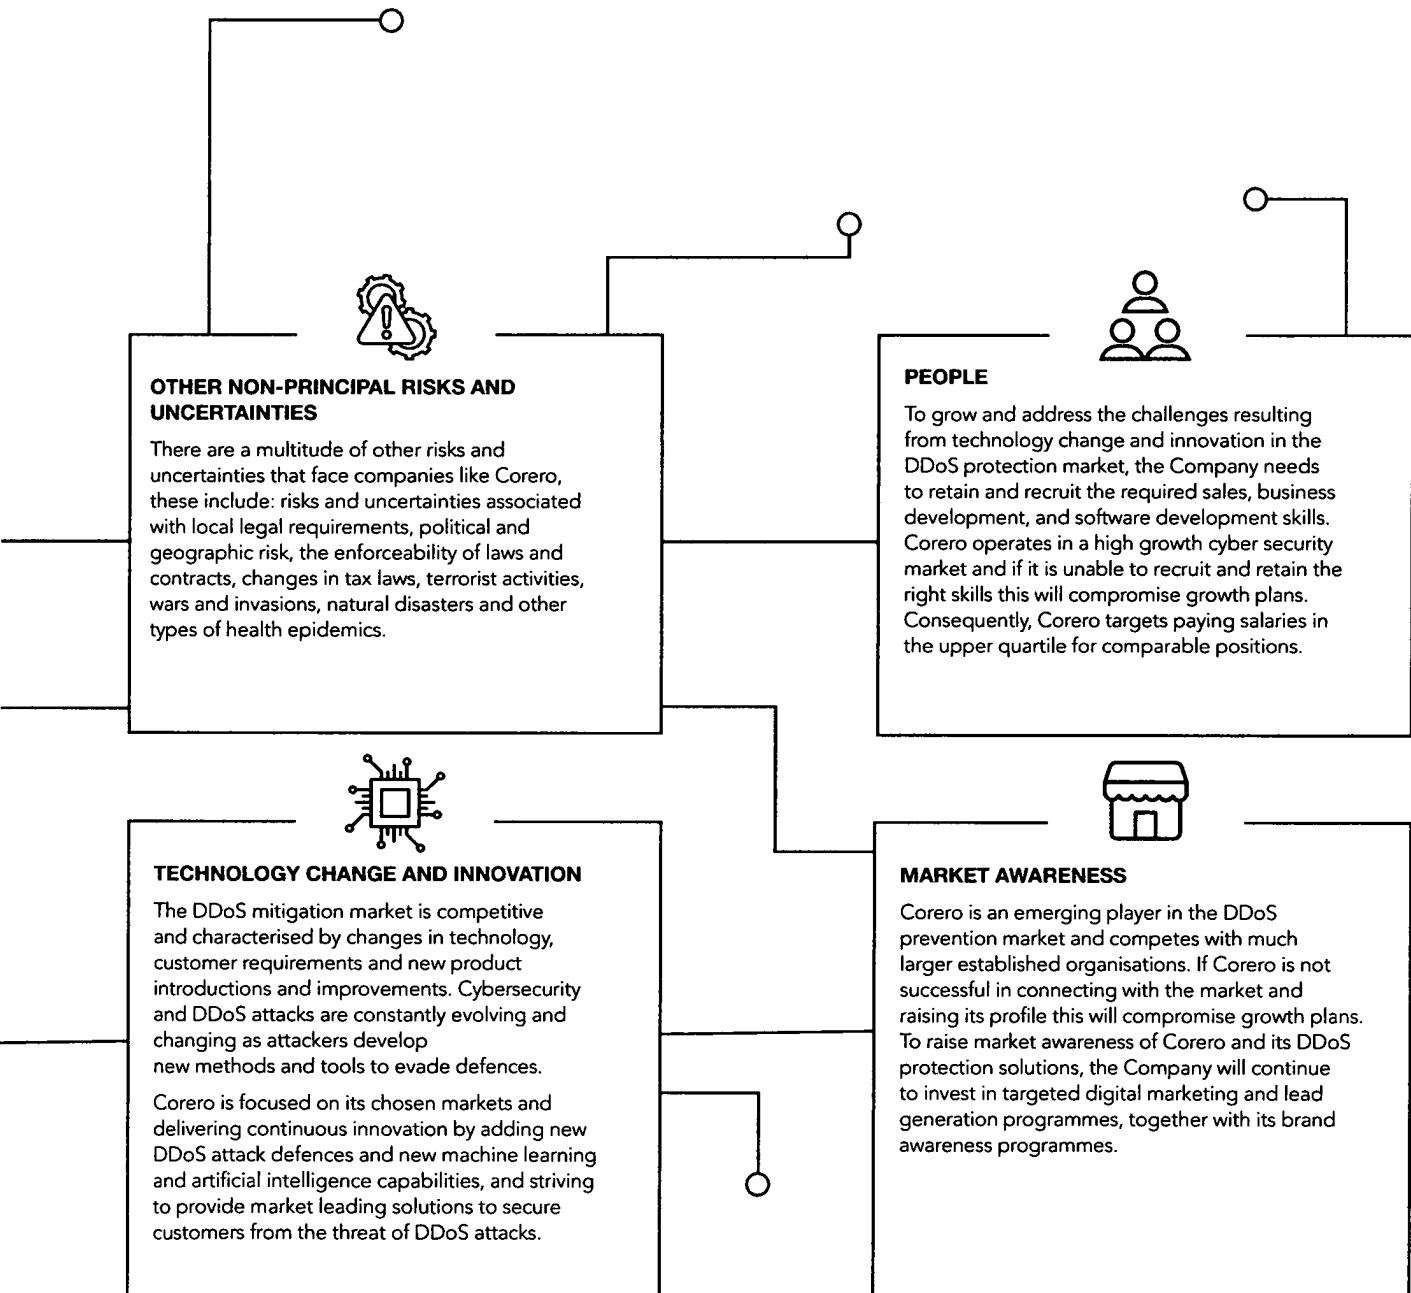 OTHER NON-PRINCIPAL RISKS AND
UNCERTAINTIES
There are a multitude of other risks and
uncertainties that face companies like Corero,
these include: risks and uncertainties associated
with local legal requirements, political and
geographic risk, the enforceability of laws and
contracts, changes in tax laws, terrorist activities,
wars and invasions, natural disasters and other
types of health epidemics.
PEOPLE
To grow and address the challenges resulting
from technology change and innovation in the
DDoS protection market, the Company needs
to retain and recruit the required sales, business
development, and software development skills.
Corero operates in a high growth cyber security
market and if it is unable to recruit and retain the
right skills this will compromise growth plans.
Consequently, Corero targets paying salaries in
the upper quartile for comparable positions.
TECHNOLOGY CHANGE AND INNOVATION
The DDoS mitigation market is competitive
and characterised by changes in technology,
customer requirements and new product
introductions and improvements. Cybersecurity
and DDoS attacks are constantly evolving and
changing as attackers develop
new methods and tools to evade defences.
Corero is focused on its chosen markets and
delivering continuous innovation by adding new
DDoS attack defences and new machine learning
and artificial intelligence capabilities, and striving
to provide market leading solutions to secure
customers from the threat of DDoS attacks.
MARKET AWARENESS
Corero is an emerging player in the DDoS
prevention market and competes with much
larger established organisations. If Corero is not
successful in connecting with the market and
raising its profile this will compromise growth plans.
To raise market awareness of Corero and its DDoS
protection solutions, the Company will continue
to invest in targeted digital marketing and lead
generation programmes, together with its brand
awareness programmes.